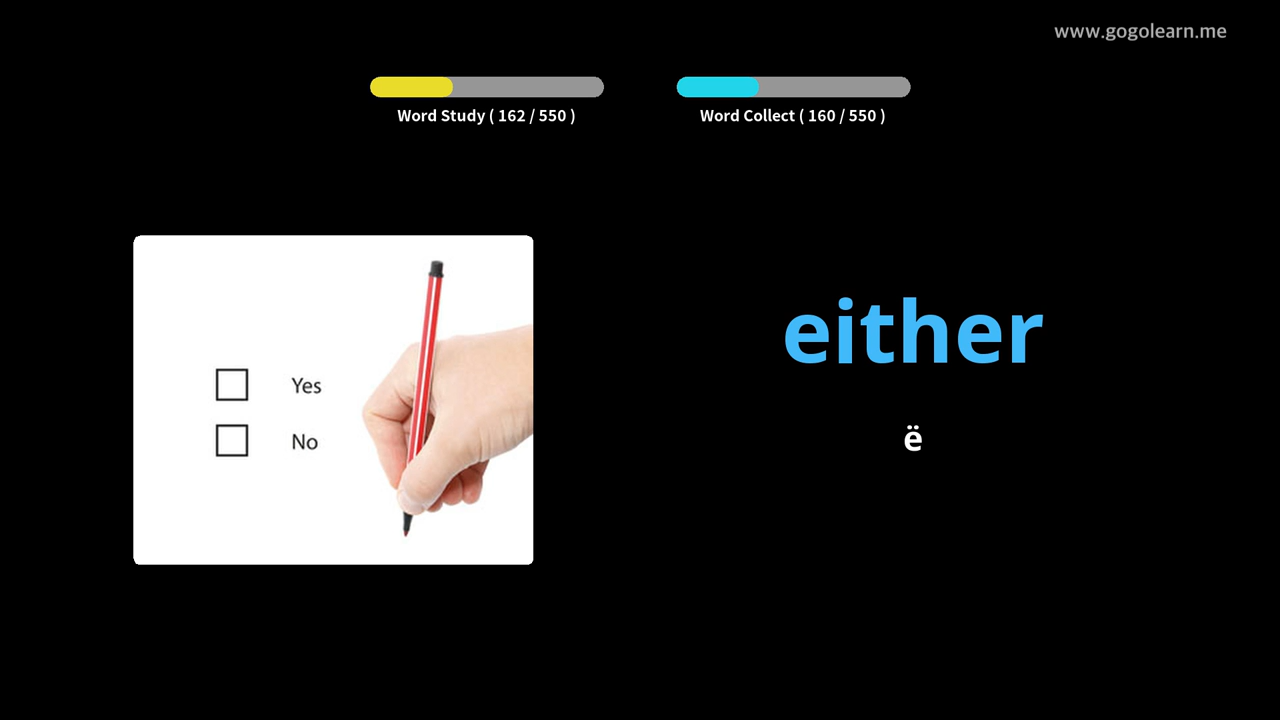 www.gogolearn.me
Word Study ( 162 / 550 )
Word Collect ( 160 / 550 )
Yes
No
either
ë